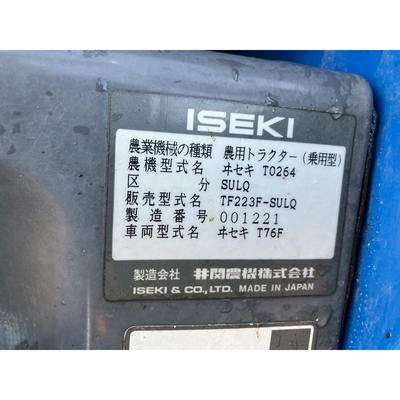 ISEKI
農業機械の種類 農用トラクター(乗用型)
農機型式名 ヰセキ TO264
区分 SULQ
販売型式名 TF223F-SULQ
製造番号 001221
車両型式名 ヰセキ T76F
製造会社 井関農機株式会社
ISEKI & CO.,LTD. MADE IN JAPAN